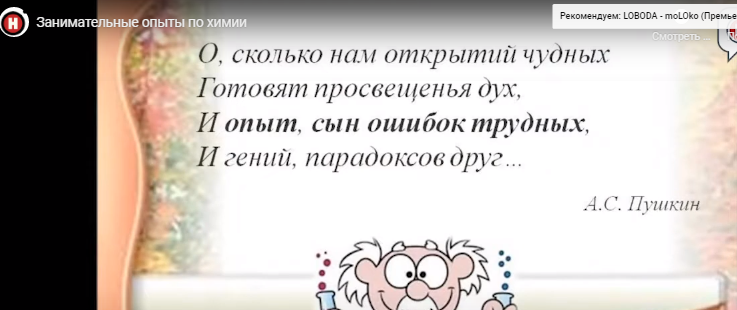 Занимательные опыты по химии
Рекомендуем: LOBODA - moLOko (Премье
Смотреть ...
О, сколько нам открытий чудных
Готовят просвещенья дух,
И опыт, сын ошибок трудных,
И гений, парадоксов друг...
А.С. Пушкин